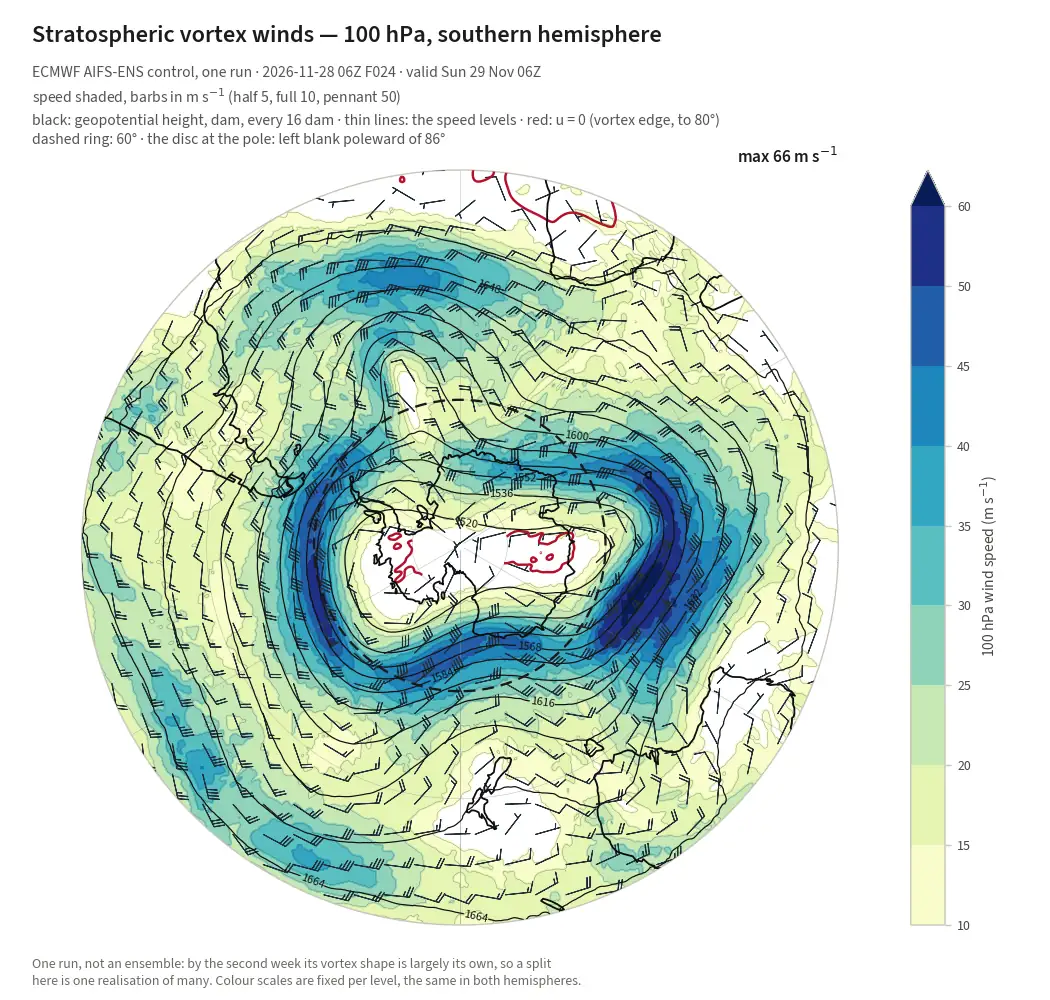 Stratospheric vortex winds — 100 hPa, southern hemisphere
ECMWF AIFS-ENS control, one run · 2026-11-28 06Z F024 · valid Sun 29 Nov 06Z
speed shaded, barbs in m s⁻¹ (half 5, full 10, pennant 50)
black: geopotential height, dam, every 16 dam · thin lines: the speed levels · red: u = 0 (vortex edge, to 80°)
dashed ring: 60° · the disc at the pole: left blank poleward of 86°
max 66 m s⁻¹
60
50
45
40
35
30
25
20
15
10
100 hPa wind speed (m s⁻¹)
1648
1600
1552
1536
1520
1632
1568
1584
1616
1664
1664
One run, not an ensemble: by the second week its vortex shape is largely its own, so a split
here is one realisation of many. Colour scales are fixed per level, the same in both hemispheres.